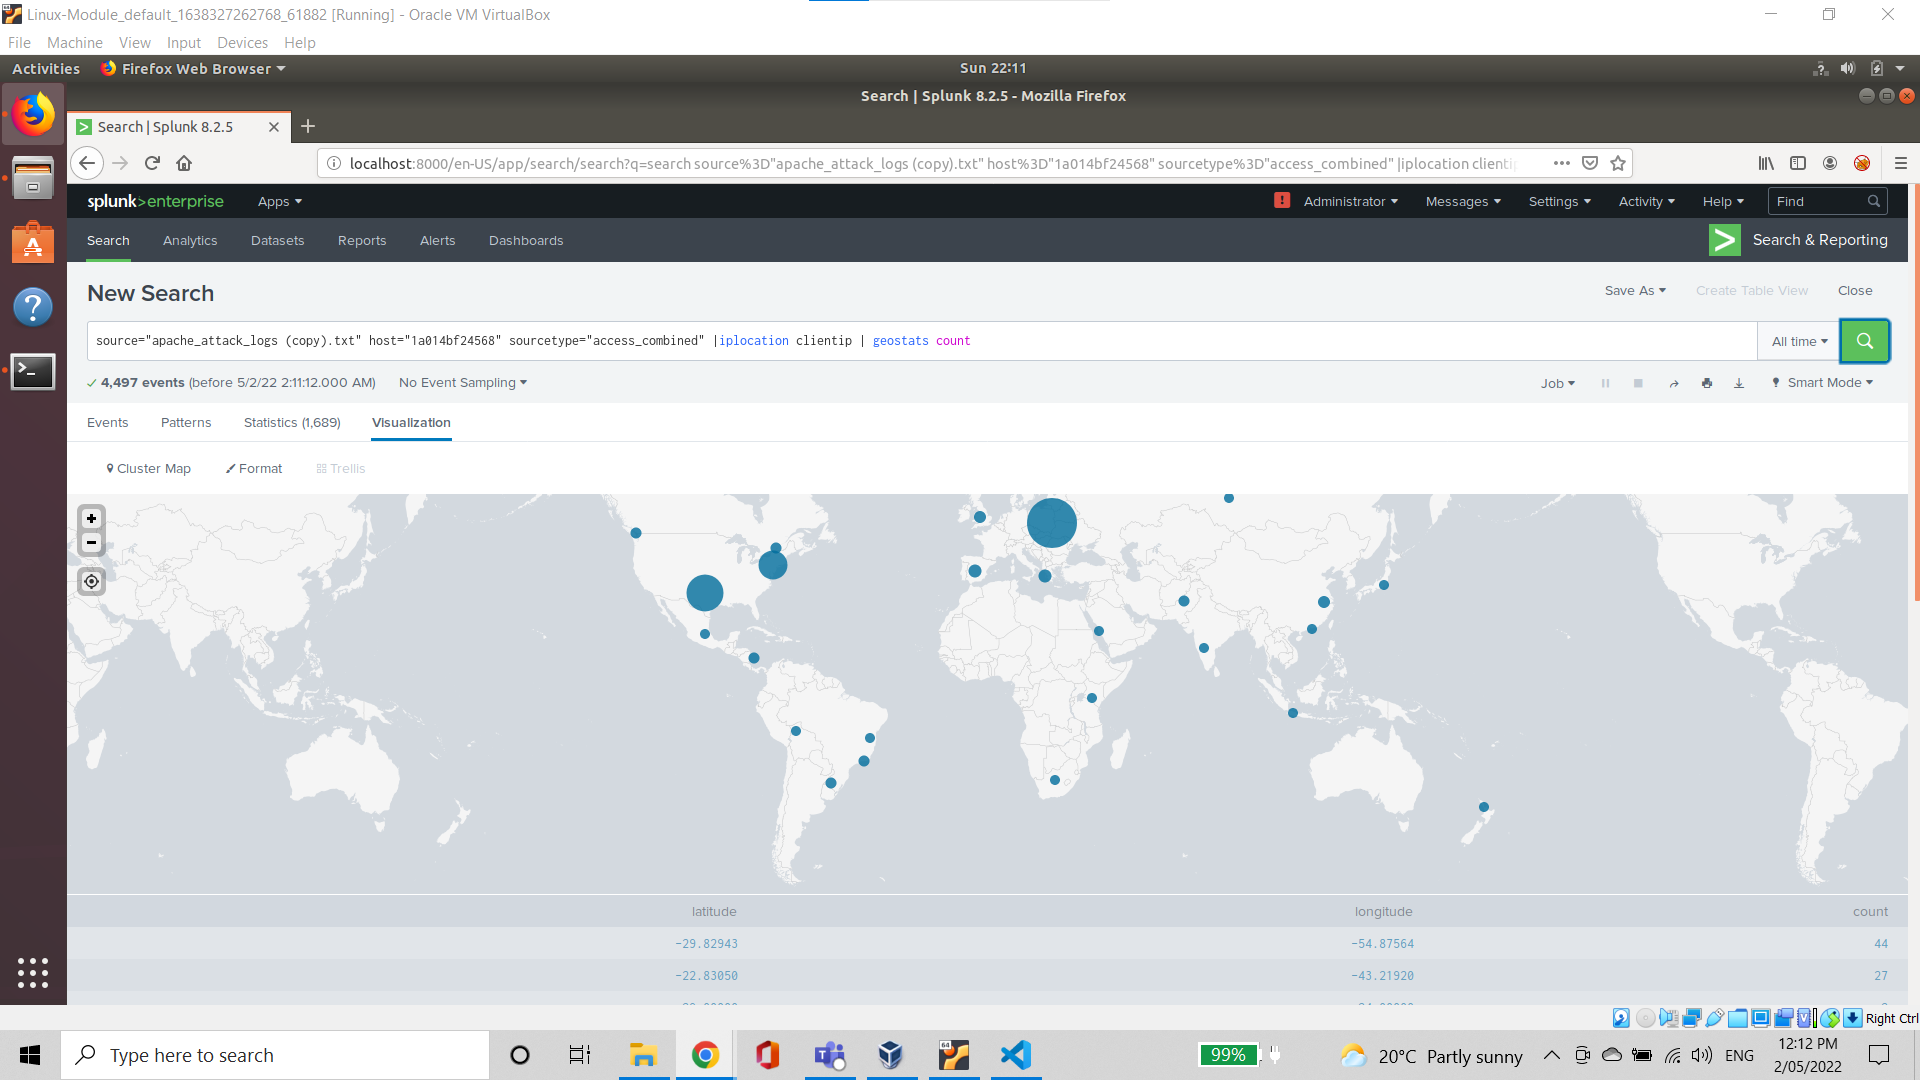 Linux-Module_default_1638327262768_61882 [Running] - Oracle VM VirtualBox
File Machine View Input Devices Help
Activities Firefox Web Browser Sun 22:11
Search | Splunk 8.2.5 - Mozilla Firefox
Search | Splunk 8.2.5
localhost:8000/en-US/app/search/search?q=search source%3D"apache_attack_logs (copy).txt" host%3D"1a014bf24568" sourcetype%3D"access_combined" |iplocation clientip
splunk>enterprise Apps Administrator Messages Settings Activity Help Find
Search Analytics Datasets Reports Alerts Dashboards Search & Reporting
New Search Save As Create Table View Close
source="apache_attack_logs (copy).txt" host="1a014bf24568" sourcetype="access_combined" |iplocation clientip | geostats count All time
4,497 events (before 5/2/22 2:11:12.000 AM) No Event Sampling Job Smart Mode
Events Patterns Statistics (1,689) Visualization
Cluster Map Format Trellis
+
−
latitude longitude count
-29.82943 -54.87564 44
-22.83050 -43.21920 27
Right Ctrl
Type here to search 64 99% 20°C Partly sunny ENG 12:12 PM
2/05/2022